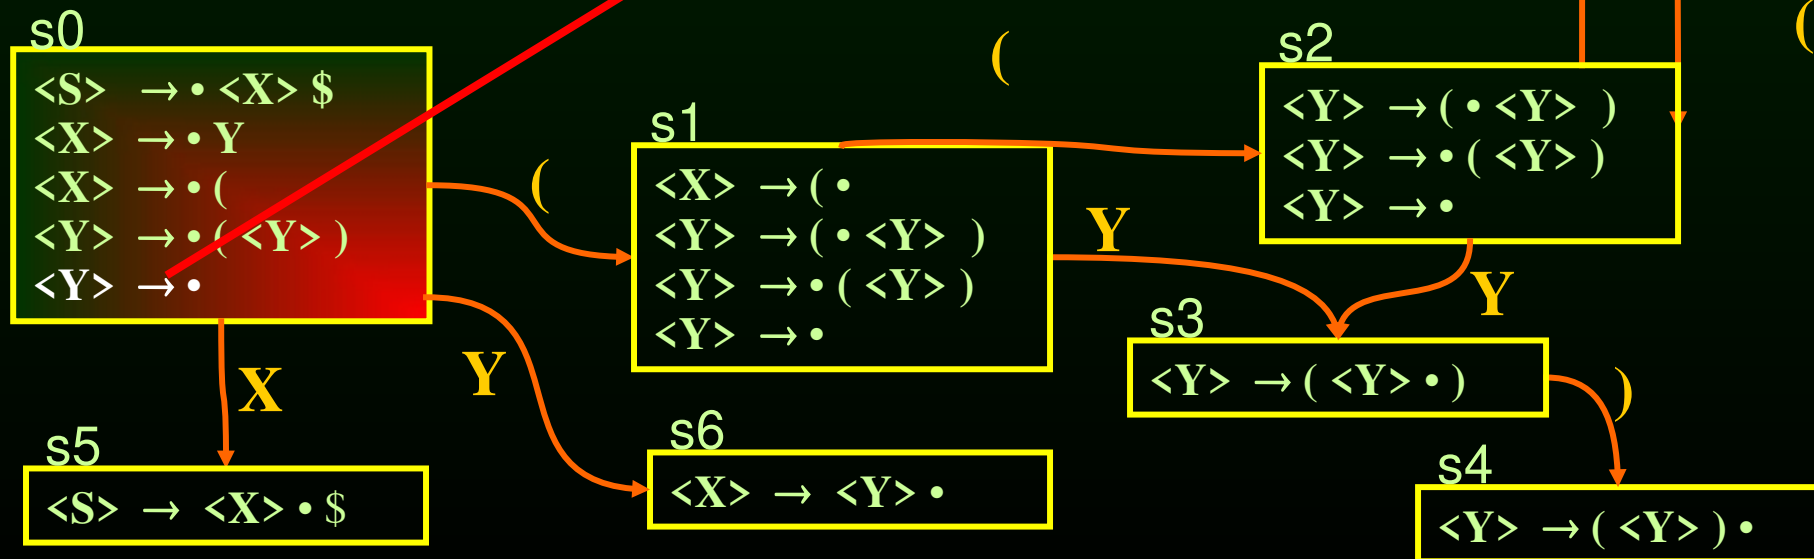 s0
<S> → • <X> $
<X> → • Y
<X> → • (
<Y> → • ( <Y> )
<Y> → •
(
s1
<X> → ( •
<Y> → ( • <Y> )
<Y> → • ( <Y> )
<Y> → •
(
s2
<Y> → ( • <Y> )
<Y> → • ( <Y> )
<Y> → •
(
Y
Y
s3
<Y> → ( <Y> • )
)
X
Y
s5
<S> → <X> • $
s6
<X> → <Y> •
s4
<Y> → ( <Y> ) •